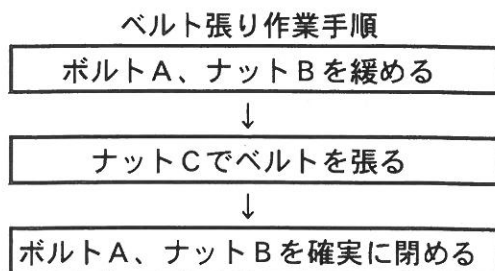 ベルト張り作業手順
ボルトA、ナットBを緩める
↓
ナットCでベルトを張る
↓
ボルトA、ナットBを確実に閉める